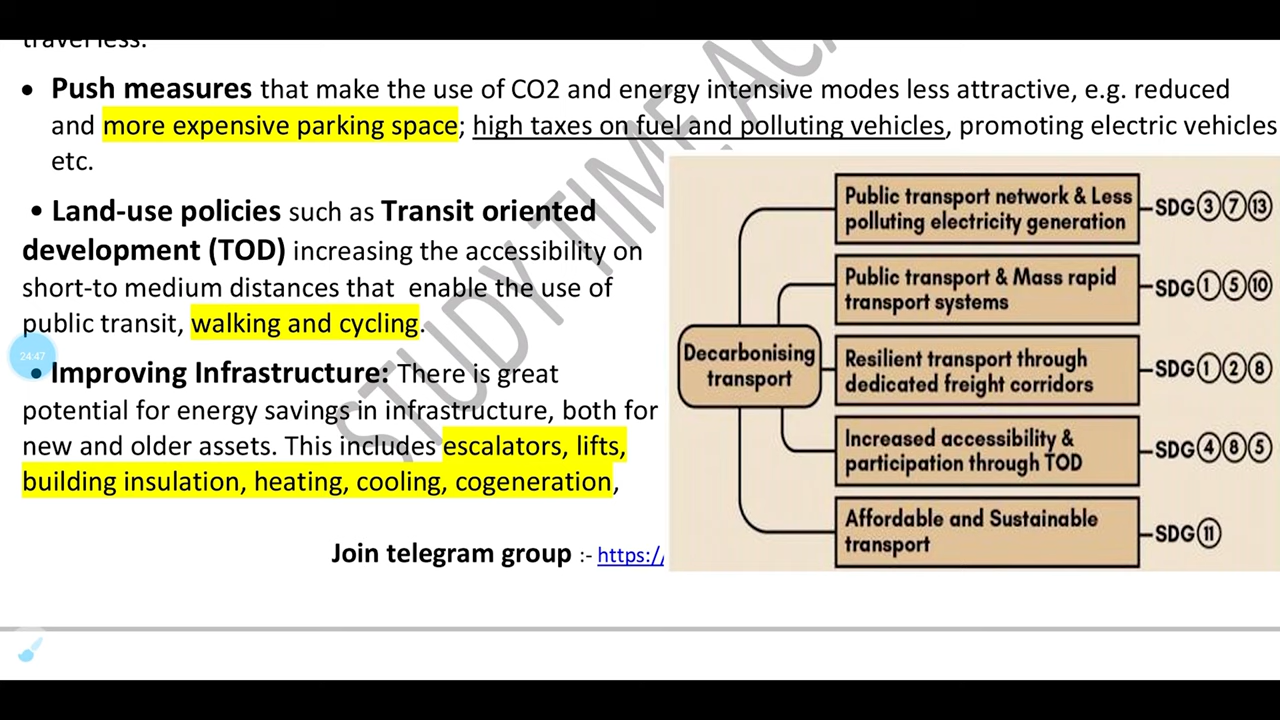 travel less.
• Push measures that make the use of CO2 and energy intensive modes less attractive, e.g. reduced
and more expensive parking space; high taxes on fuel and polluting vehicles, promoting electric vehicles
etc.
• Land-use policies such as Transit oriented
development (TOD) increasing the accessibility on
short-to medium distances that enable the use of
public transit, walking and cycling.
24:47
• Improving Infrastructure: There is great
potential for energy savings in infrastructure, both for
new and older assets. This includes escalators, lifts,
building insulation, heating, cooling, cogeneration,
Join telegram group :- https://
Decarbonising
transport
Public transport network & Less
polluting electricity generation
SDG 3 7 13
Public transport & Mass rapid
transport systems
SDG 1 5 10
Resilient transport through
dedicated freight corridors
SDG 1 2 8
Increased accessibility &
participation through TOD
SDG 4 8 5
Affordable and Sustainable
transport
SDG 11
STUDY TIME